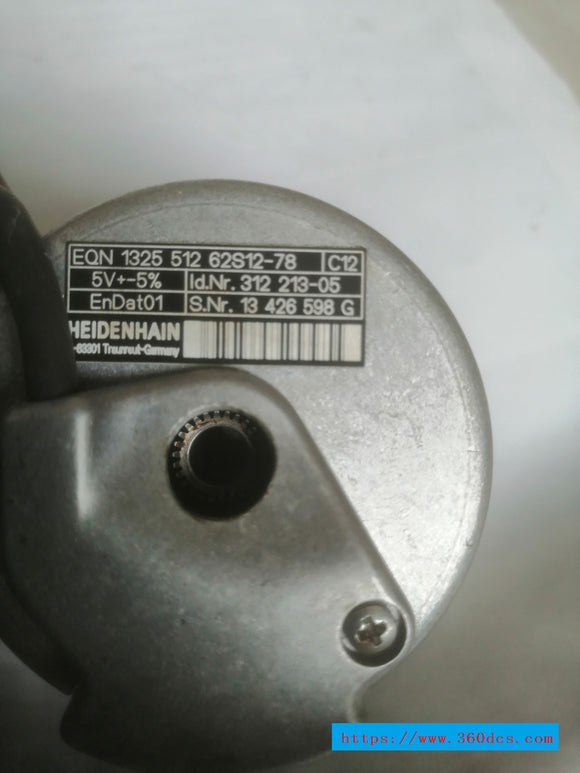 EQN 1325 512 62S12-78 C12
5V+-5% Id.Nr. 312 213-05
EnDat01 S.Nr. 13 426 598 G
HEIDENHAIN
-83301 Traunreut-Germany
https://www.360dcs.com